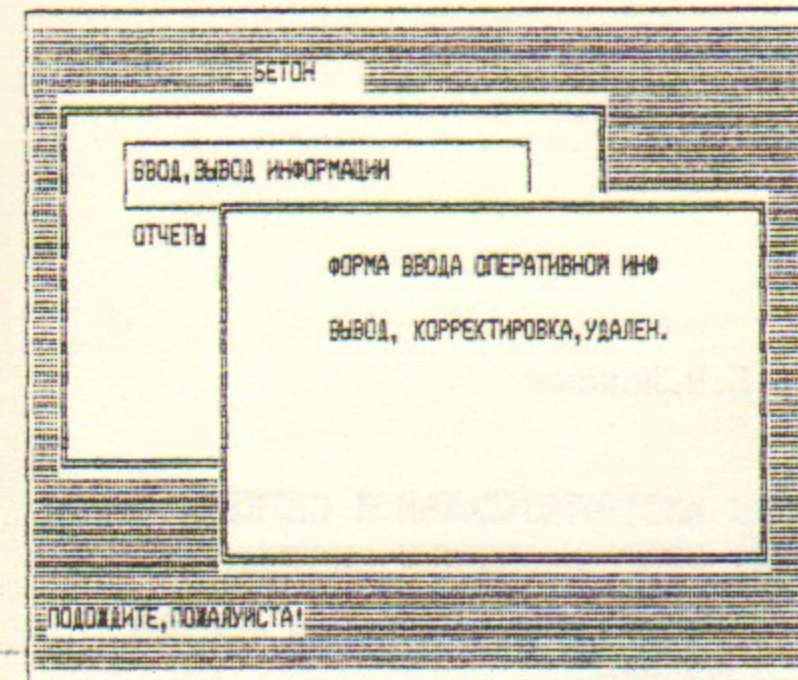 БЕТОН
ВВОД,ВЫВОД ИНФОРМАЦИИ
ОТЧЕТЫ
ФОРМА ВВОДА ОПЕРАТИВНОЙ ИНФ
ВЫВОД, КОРРЕКТИРОВКА,УДАЛЕН.
ПОДОЖДИТЕ,ПОЖАЛУЙСТА!